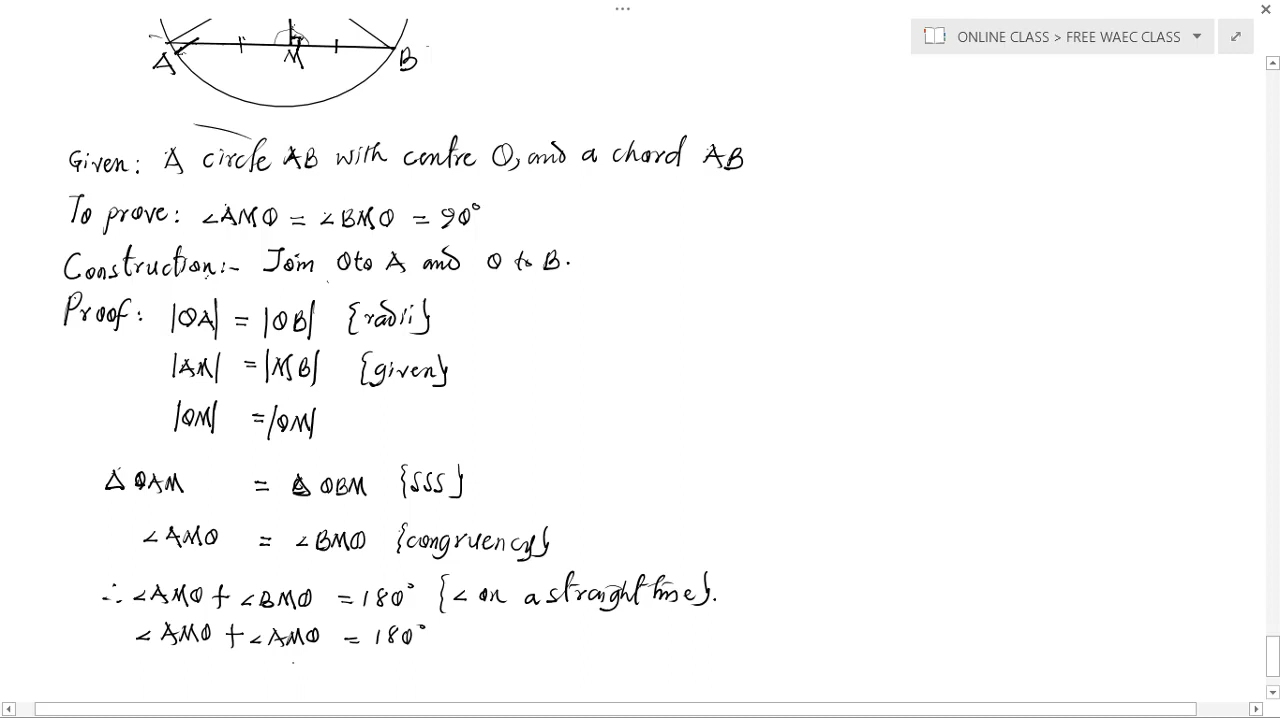 ONLINE CLASS > FREE WAEC CLASS
A M B
Given: A circle AB with centre O, and a chord AB
To prove: ∠AMO = ∠BMO = 90°
Construction:- Join O to A and O to B.
Proof: |OA| = |OB| {radii}
|AM| = |MB| {given}
|OM| = |OM|
Δ OAM = Δ OBM {SSS}
∠AMO = ∠BMO {congruency}
∴ ∠AMO + ∠BMO = 180° {∠ on a straight line}.
∠AMO + ∠AMO = 180°